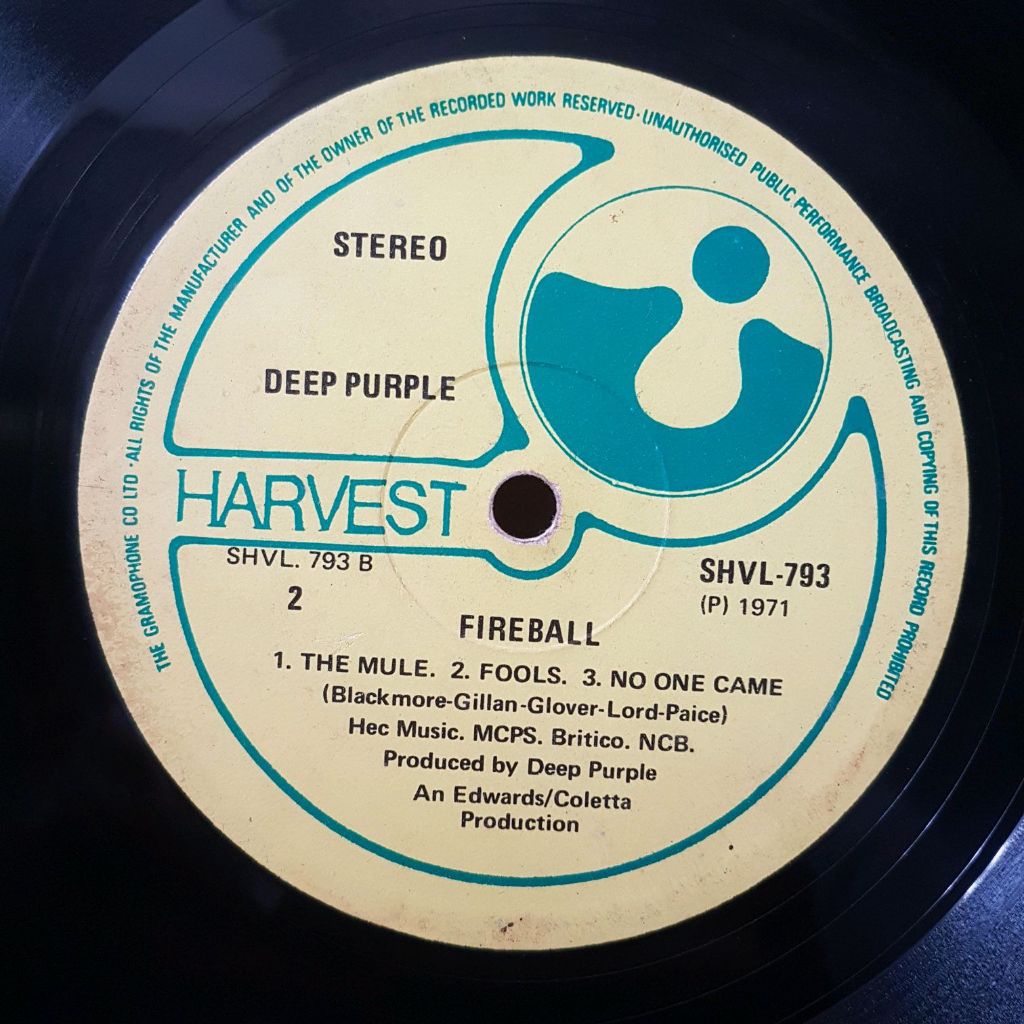 THE GRAMOPHONE CO LTD · ALL RIGHTS OF THE MANUFACTURER AND OF THE OWNER OF THE RECORDED WORK RESERVED · UNAUTHORISED PUBLIC PERFORMANCE BROADCASTING AND COPYING OF THIS RECORD PROHIBITED
STEREO
DEEP PURPLE
HARVEST
SHVL. 793 B
2
SHVL-793
(P) 1971
FIREBALL
1. THE MULE. 2. FOOLS. 3. NO ONE CAME
(Blackmore-Gillan-Glover-Lord-Paice)
Hec Music. MCPS. Britico. NCB.
Produced by Deep Purple
An Edwards/Coletta
Production